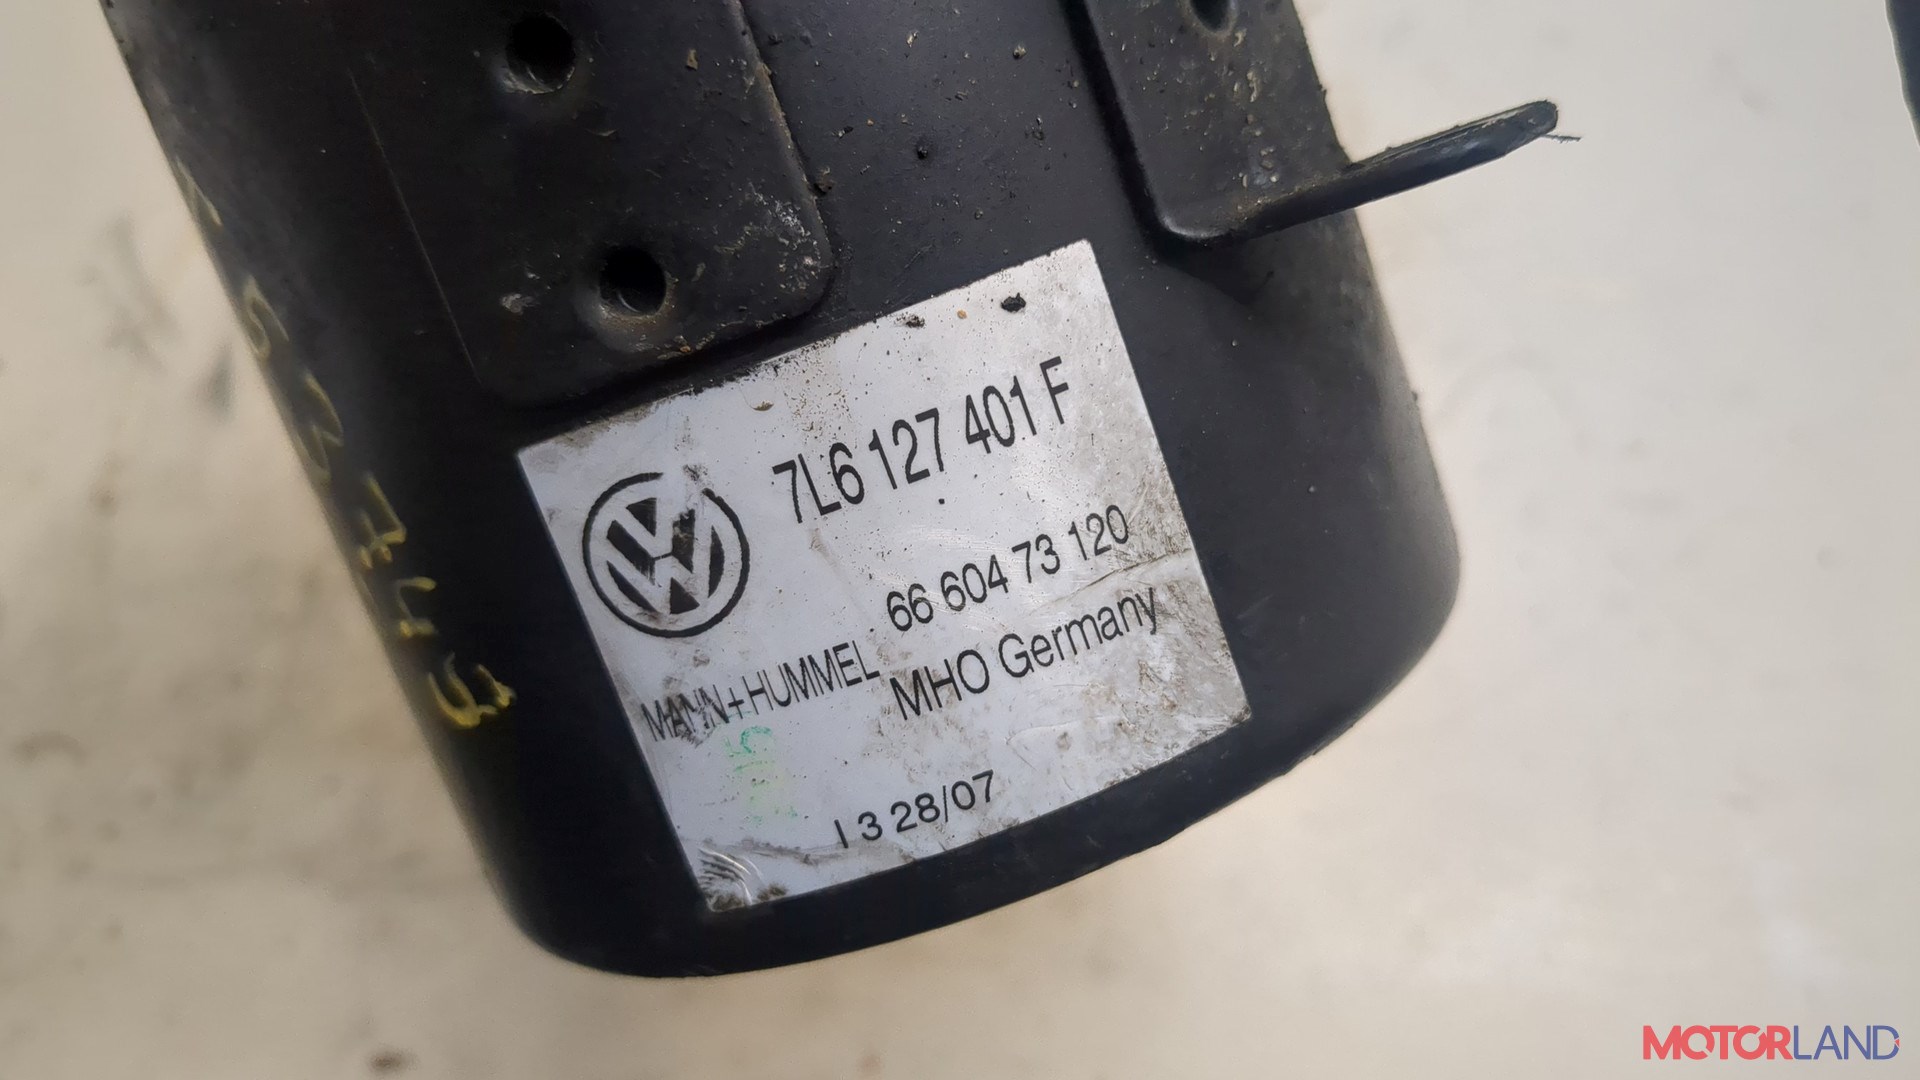 7L6 127 401 F
66 604 73 120
MANN+HUMMEL MHO Germany
I 3 28/07
MOTORLAND